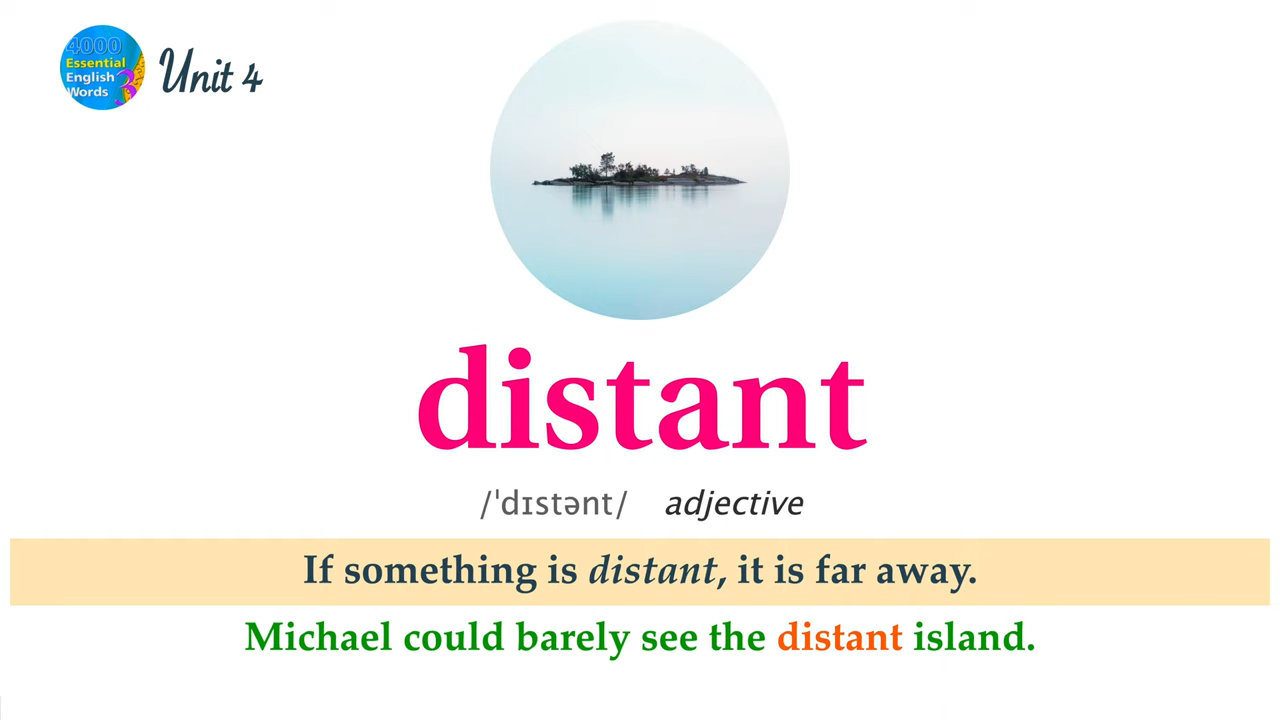 4000
Essential
English
Words 3
Unit 4
distant
/ˈdɪstənt/ adjective
If something is distant, it is far away.
Michael could barely see the distant island.